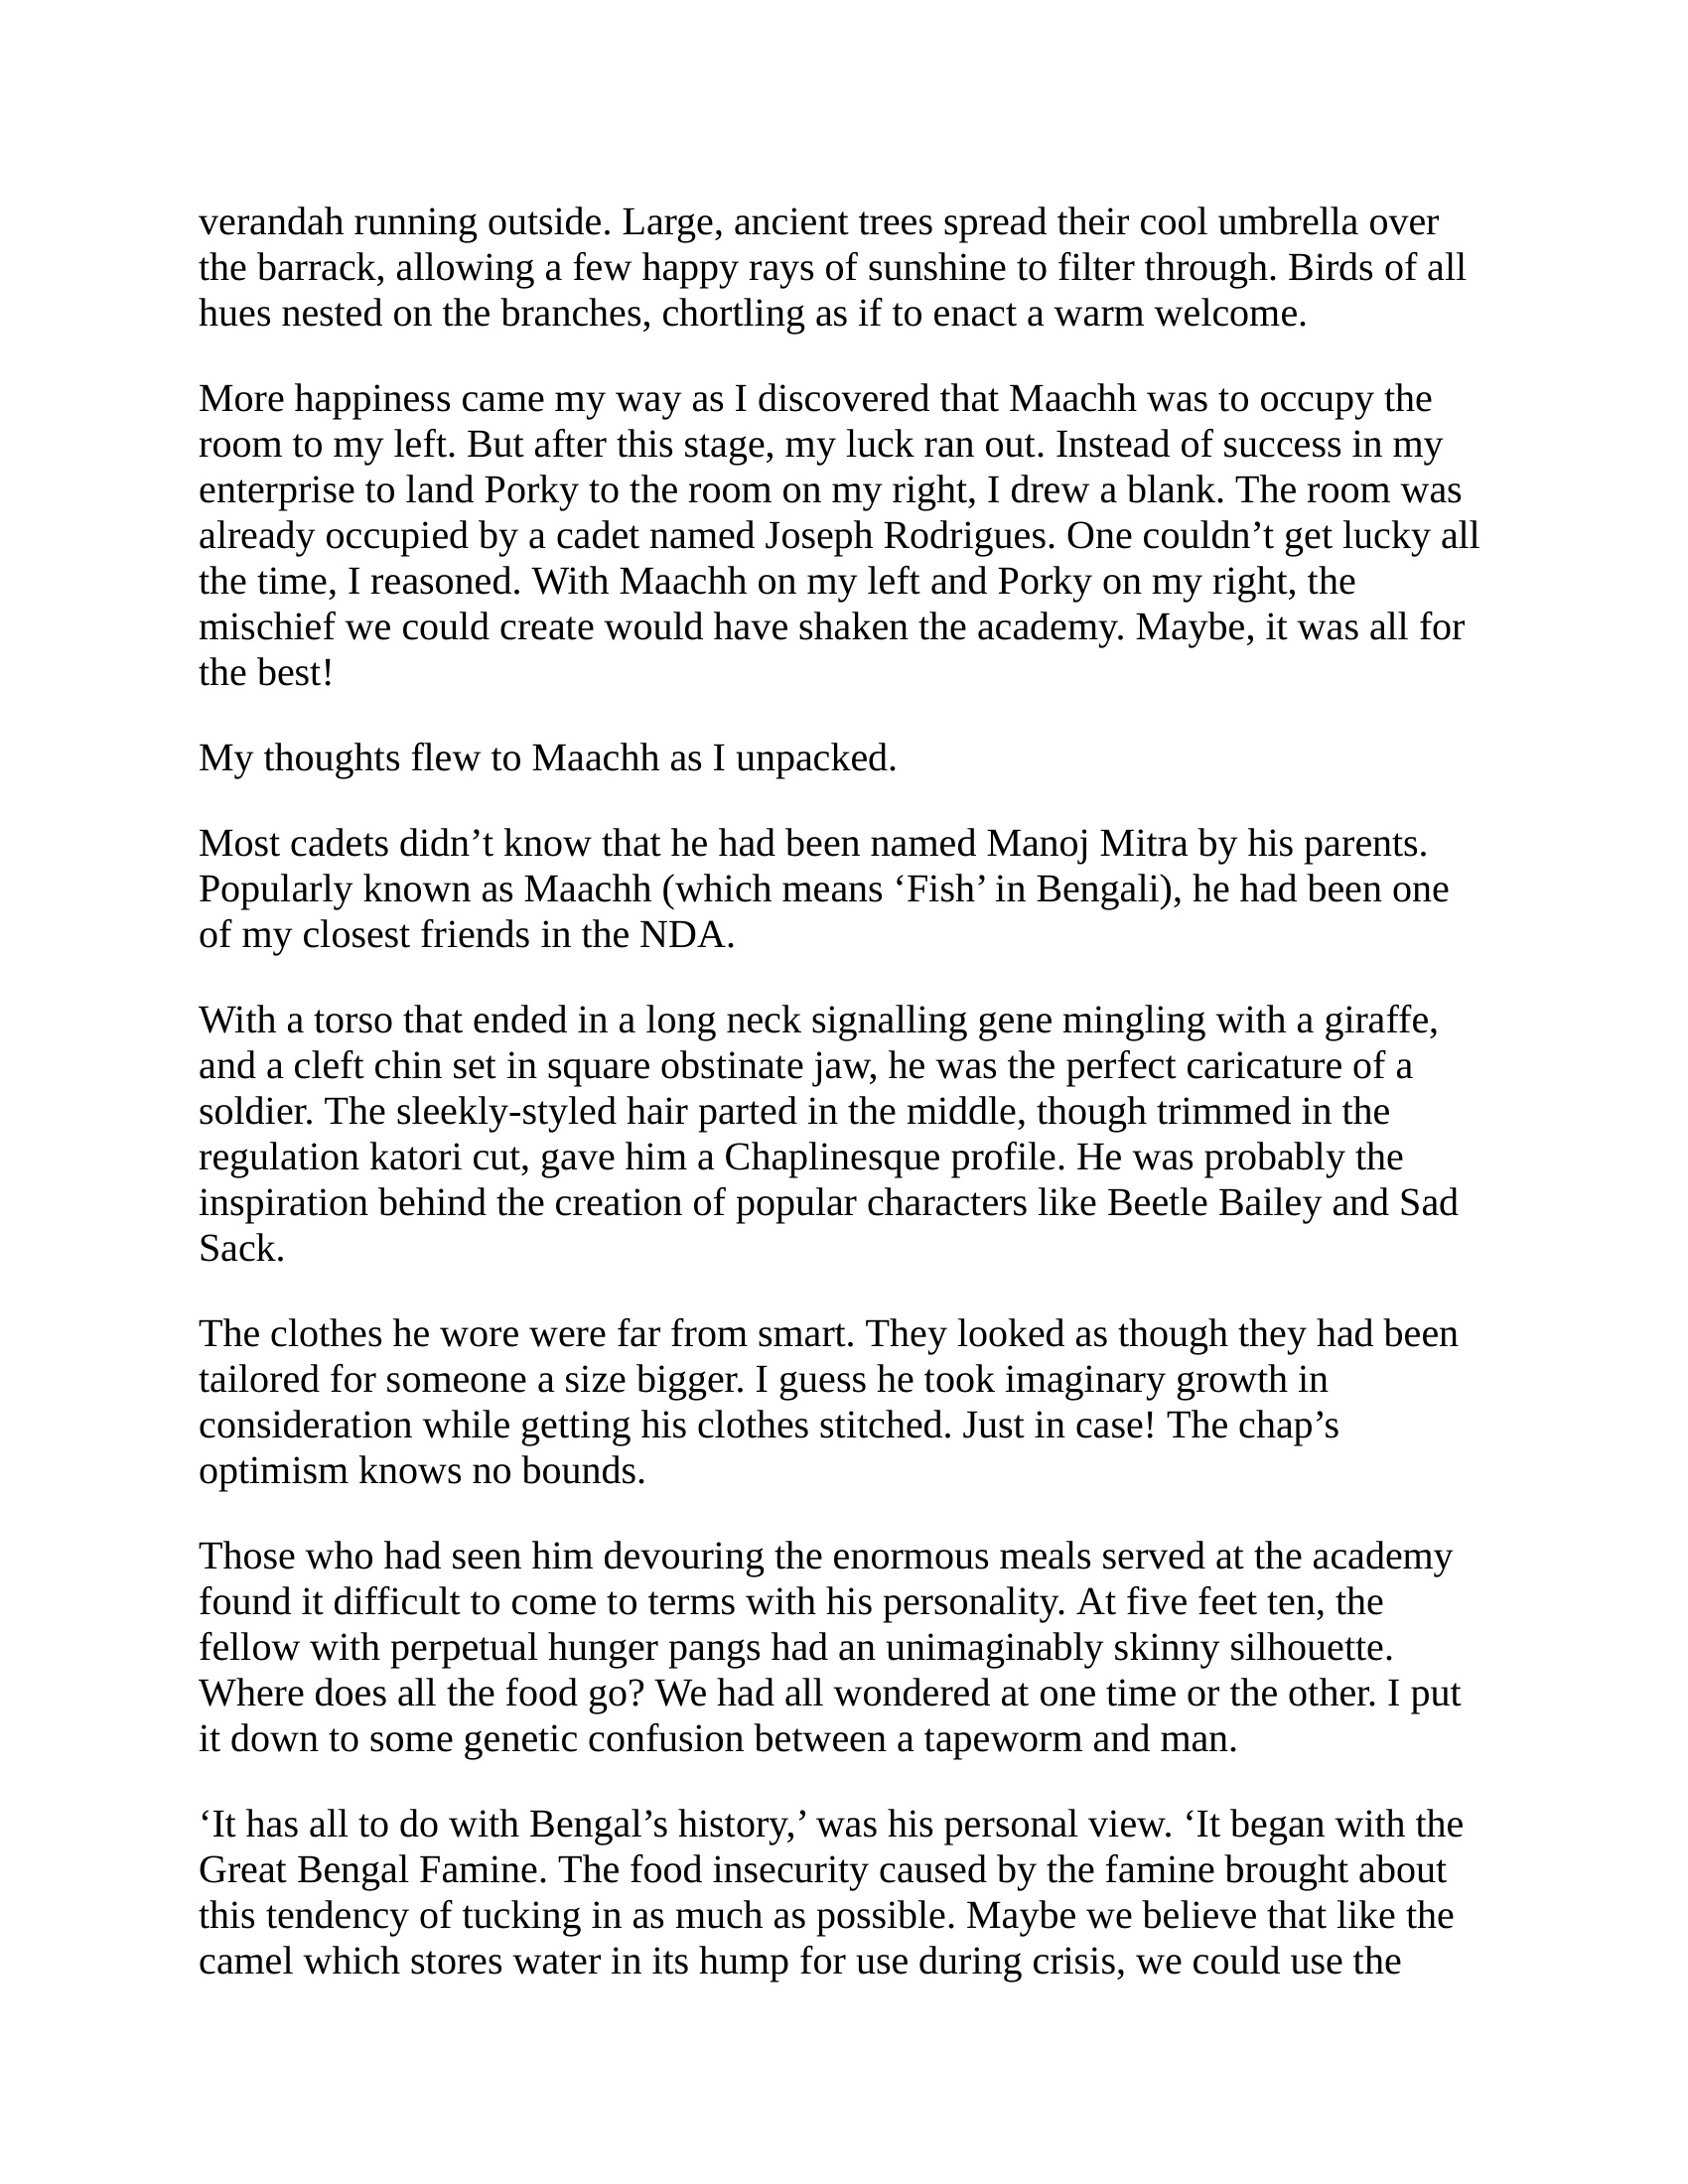 verandah running outside. Large, ancient trees spread their cool umbrella over
the barrack, allowing a few happy rays of sunshine to filter through. Birds of all
hues nested on the branches, chortling as if to enact a warm welcome.
More happiness came my way as I discovered that Maachh was to occupy the
room to my left. But after this stage, my luck ran out. Instead of success in my
enterprise to land Porky to the room on my right, I drew a blank. The room was
already occupied by a cadet named Joseph Rodrigues. One couldn’t get lucky all
the time, I reasoned. With Maachh on my left and Porky on my right, the
mischief we could create would have shaken the academy. Maybe, it was all for
the best!
My thoughts flew to Maachh as I unpacked.
Most cadets didn’t know that he had been named Manoj Mitra by his parents.
Popularly known as Maachh (which means ‘Fish’ in Bengali), he had been one
of my closest friends in the NDA.
With a torso that ended in a long neck signalling gene mingling with a giraffe,
and a cleft chin set in square obstinate jaw, he was the perfect caricature of a
soldier. The sleekly-styled hair parted in the middle, though trimmed in the
regulation katori cut, gave him a Chaplinesque profile. He was probably the
inspiration behind the creation of popular characters like Beetle Bailey and Sad
Sack.
The clothes he wore were far from smart. They looked as though they had been
tailored for someone a size bigger. I guess he took imaginary growth in
consideration while getting his clothes stitched. Just in case! The chap’s
optimism knows no bounds.
Those who had seen him devouring the enormous meals served at the academy
found it difficult to come to terms with his personality. At five feet ten, the
fellow with perpetual hunger pangs had an unimaginably skinny silhouette.
Where does all the food go? We had all wondered at one time or the other. I put
it down to some genetic confusion between a tapeworm and man.
‘It has all to do with Bengal’s history,’ was his personal view. ‘It began with the
Great Bengal Famine. The food insecurity caused by the famine brought about
this tendency of tucking in as much as possible. Maybe we believe that like the
camel which stores water in its hump for use during crisis, we could use the